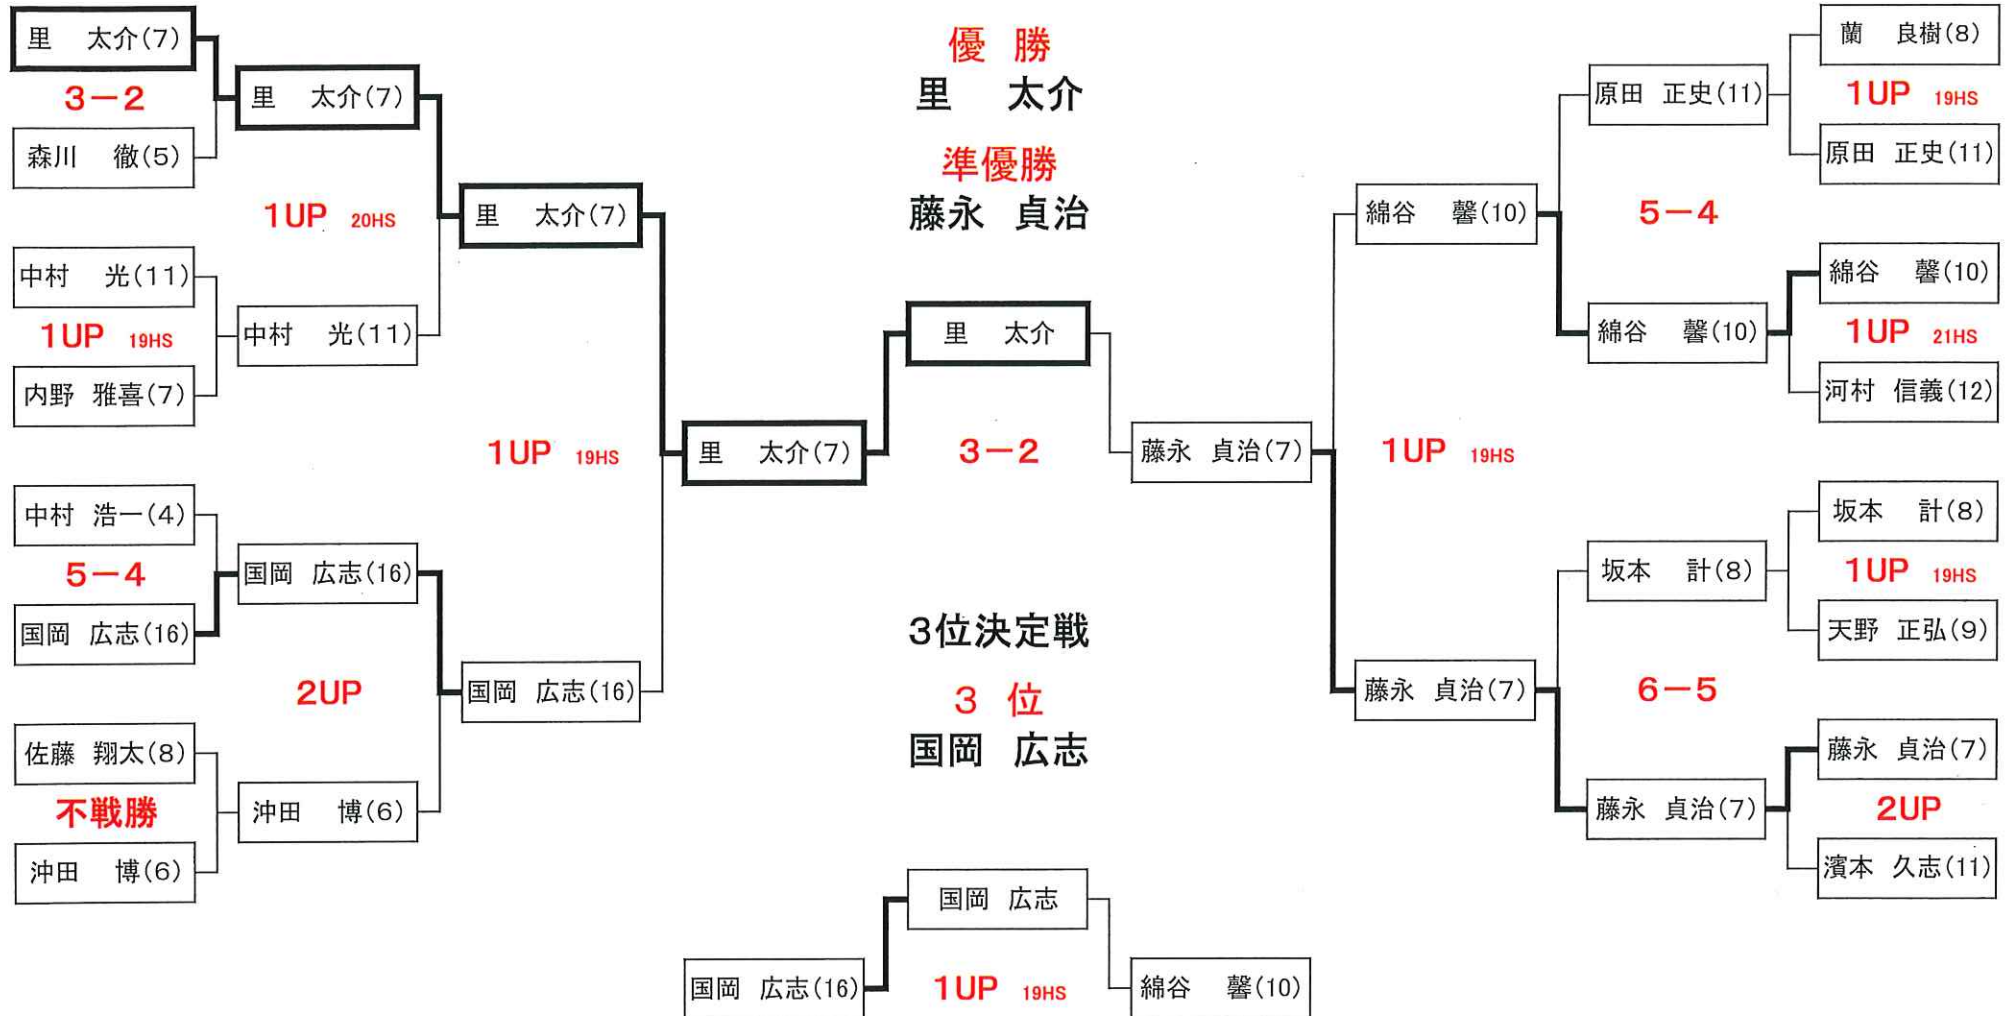 里 太介(7)
3-2
森川 徹(5)
中村 光(11)
1UP 19HS
内野 雅喜(7)
中村 浩一(4)
5-4
国岡 広志(16)
佐藤 翔太(8)
不戦勝
沖田 博(6)
里 太介(7)
1UP 20HS
中村 光(11)
国岡 広志(16)
2UP
沖田 博(6)
里 太介(7)
1UP 19HS
国岡 広志(16)
里 太介(7)
優 勝
里 太介
準優勝
藤永 貞治
里 太介
3-2
3位決定戦
3 位
国岡 広志
国岡 広志
国岡 広志(16)
1UP 19HS
綿谷 馨(10)
藤永 貞治(7)
綿谷 馨(10)
1UP 19HS
藤永 貞治(7)
原田 正史(11)
5-4
綿谷 馨(10)
坂本 計(8)
6-5
藤永 貞治(7)
蘭 良樹(8)
1UP 19HS
原田 正史(11)
綿谷 馨(10)
1UP 21HS
河村 信義(12)
坂本 計(8)
1UP 19HS
天野 正弘(9)
藤永 貞治(7)
2UP
濱本 久志(11)